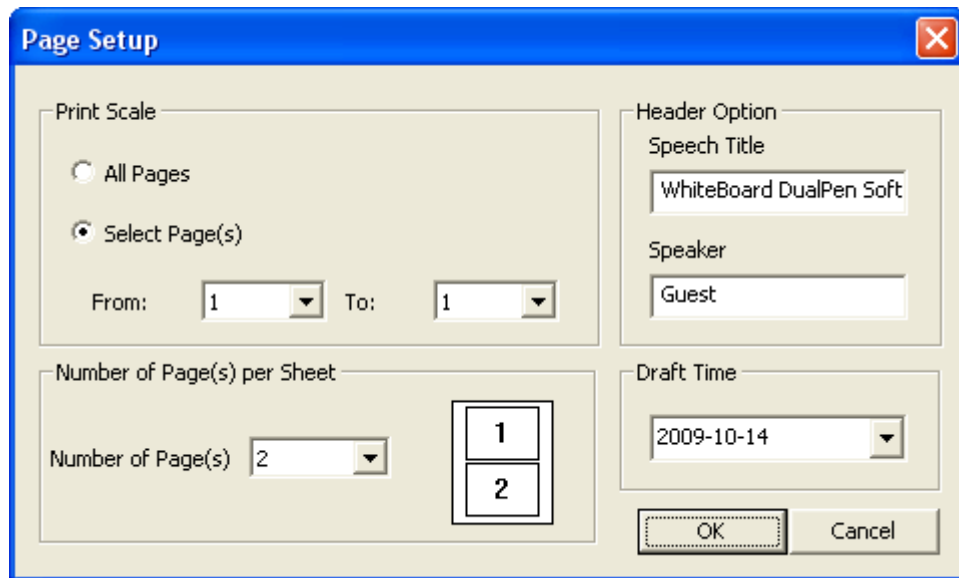 Page Setup
Print Scale
All Pages
Select Page(s)
From: 1 To: 1
Header Option
Speech Title
WhiteBoard DualPen Soft
Speaker
Guest
Number of Page(s) per Sheet
Number of Page(s) 2
1
2
Draft Time
2009-10-14
OK Cancel